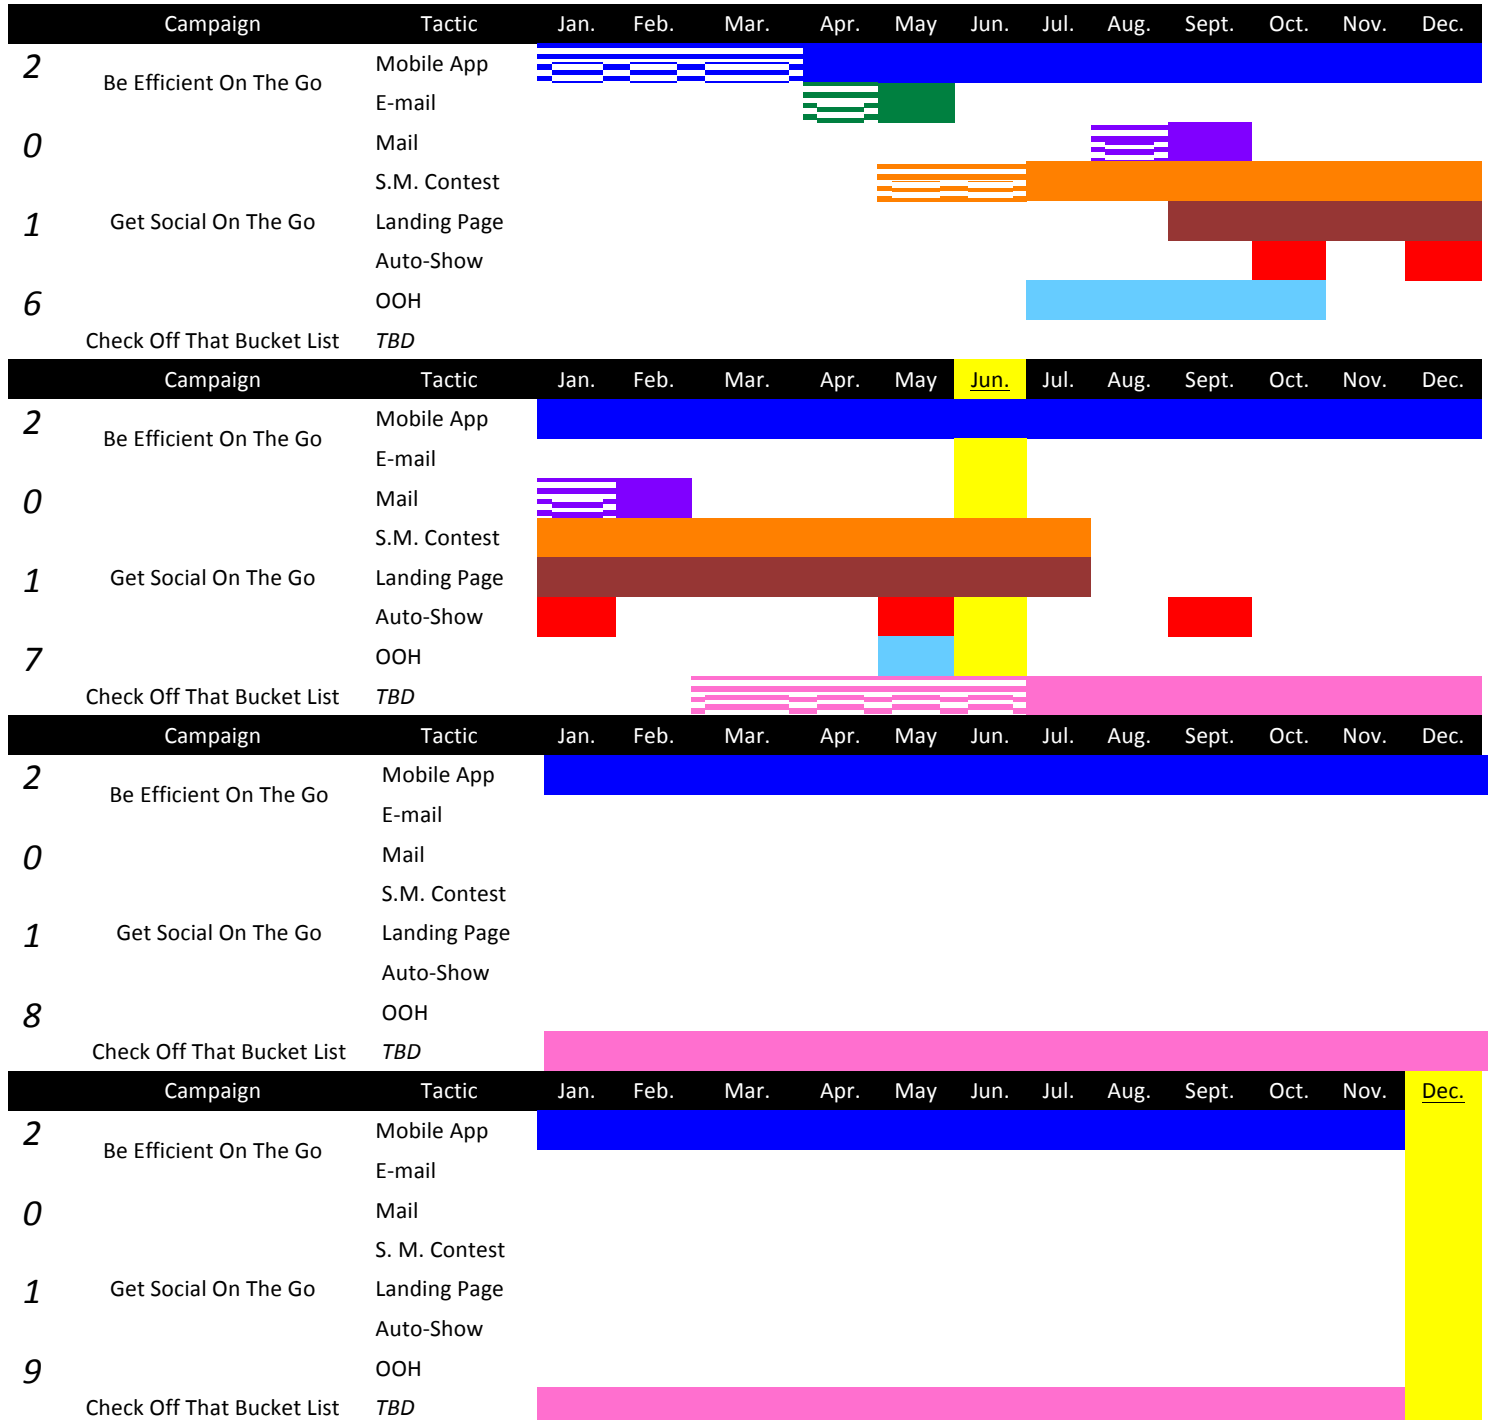 Campaign Tactic Jan. Feb. Mar. Apr. May Jun. Jul. Aug. Sept. Oct. Nov. Dec.
2 Be Efficient On The Go Mobile App
E-mail
0 Mail
S.M. Contest
1 Get Social On The Go Landing Page
Auto-Show
6 OOH
Check Off That Bucket List TBD
Campaign Tactic Jan. Feb. Mar. Apr. May Jun. Jul. Aug. Sept. Oct. Nov. Dec.
2 Be Efficient On The Go Mobile App
E-mail
0 Mail
S.M. Contest
1 Get Social On The Go Landing Page
Auto-Show
7 OOH
Check Off That Bucket List TBD
Campaign Tactic Jan. Feb. Mar. Apr. May Jun. Jul. Aug. Sept. Oct. Nov. Dec.
2 Be Efficient On The Go Mobile App
E-mail
0 Mail
S.M. Contest
1 Get Social On The Go Landing Page
Auto-Show
8 OOH
Check Off That Bucket List TBD
Campaign Tactic Jan. Feb. Mar. Apr. May Jun. Jul. Aug. Sept. Oct. Nov. Dec.
2 Be Efficient On The Go Mobile App
E-mail
0 Mail
S. M. Contest
1 Get Social On The Go Landing Page
Auto-Show
9 OOH
Check Off That Bucket List TBD